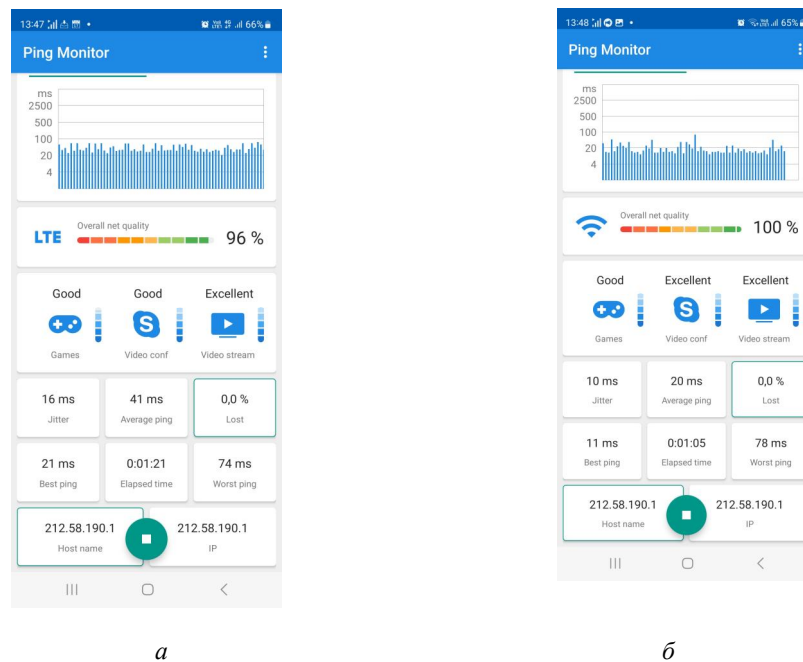 13:47
66%
Ping Monitor
ms
2500
500
100
20
4
LTE
Overall net quality
96 %
Good Good Excellent
Games Video conf Video stream
16 ms 41 ms 0,0 %
Jitter Average ping Lost
21 ms 0:01:21 74 ms
Best ping Elapsed time Worst ping
212.58.190.1 212.58.190.1
Host name IP
а
13:48
65%
Ping Monitor
ms
2500
500
100
20
4
Overall net quality
100 %
Good Excellent Excellent
Games Video conf Video stream
10 ms 20 ms 0,0 %
Jitter Average ping Lost
11 ms 0:01:05 78 ms
Best ping Elapsed time Worst ping
212.58.190.1 212.58.190.1
Host name IP
б